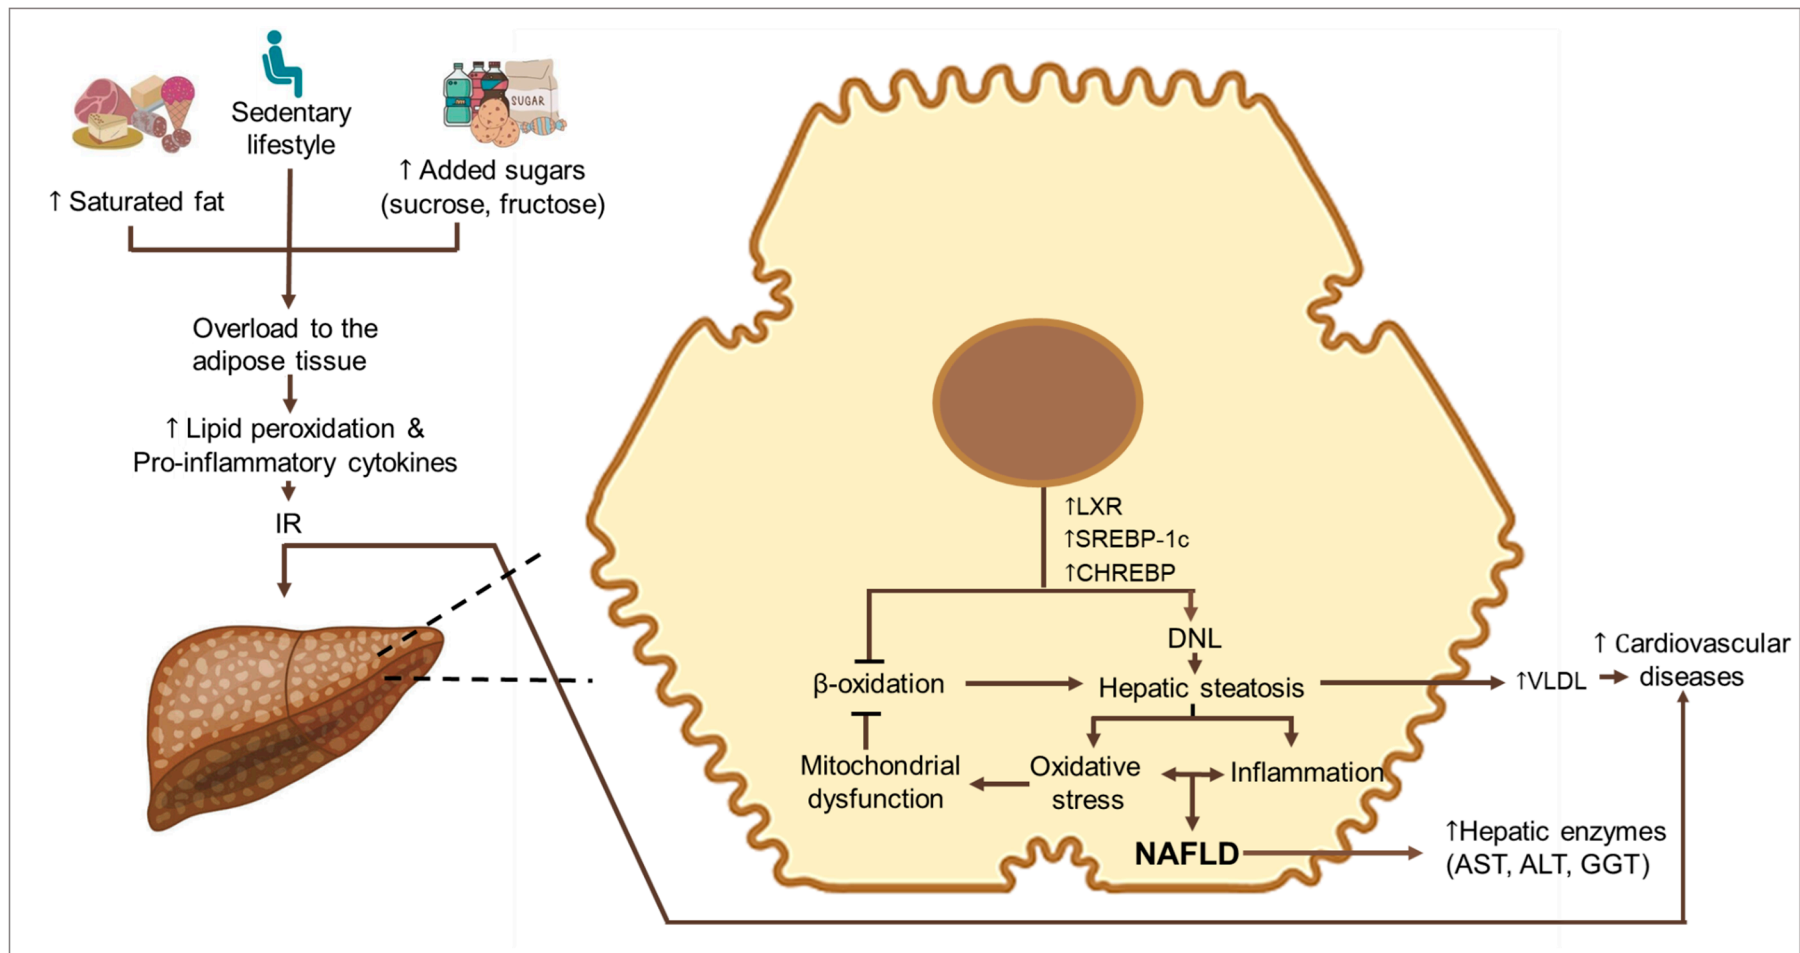 Sedentary
lifestyle
SUGAR
↑ Saturated fat
↑ Added sugars
(sucrose, fructose)
Overload to the
adipose tissue
↑ Lipid peroxidation &
Pro-inflammatory cytokines
IR
↑LXR
↑SREBP-1c
↑CHREBP
DNL
β-oxidation
Hepatic steatosis
↑VLDL
↑ Cardiovascular
diseases
Mitochondrial
dysfunction
Oxidative
stress
Inflammation
NAFLD
↑Hepatic enzymes
(AST, ALT, GGT)